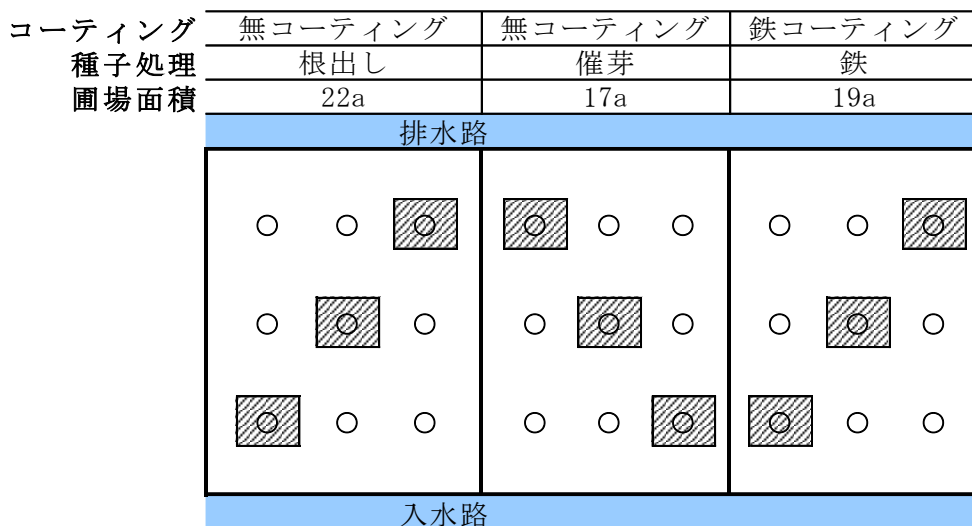 コーティング 無コーティング 無コーティング 鉄コーティング
種子処理 根出し 催芽 鉄
圃場面積 22a 17a 19a
排水路
入水路